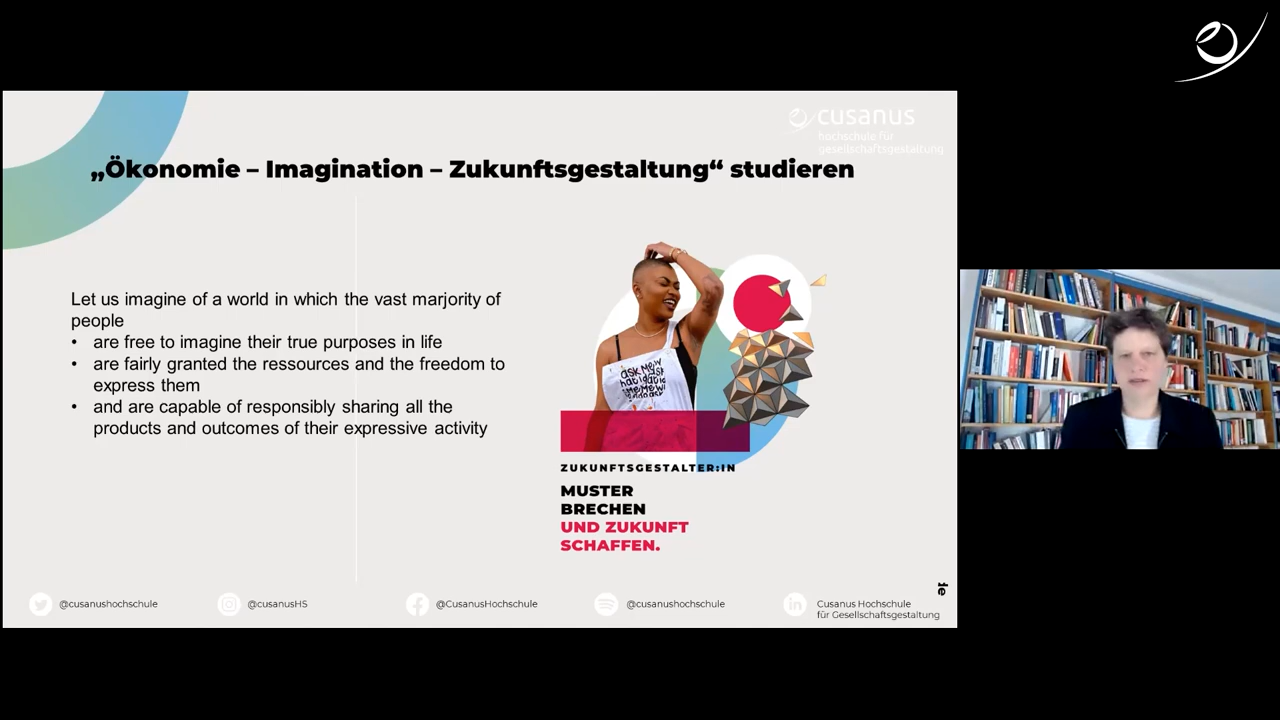 cusanus
hochschule für
gesellschaftsgestaltung
„Ökonomie – Imagination – Zukunftsgestaltung“ studieren
Let us imagine of a world in which the vast marjority of
people
• are free to imagine their true purposes in life
• are fairly granted the ressources and the freedom to
express them
• and are capable of responsibly sharing all the
products and outcomes of their expressive activity
ZUKUNFTSGESTALTER:IN
MUSTER
BRECHEN
UND ZUKUNFT
SCHAFFEN.
@cusanushochschule
@cusanusHS
@CusanusHochschule
@cusanushochschule
Cusanus Hochschule
für Gesellschaftsgestaltung